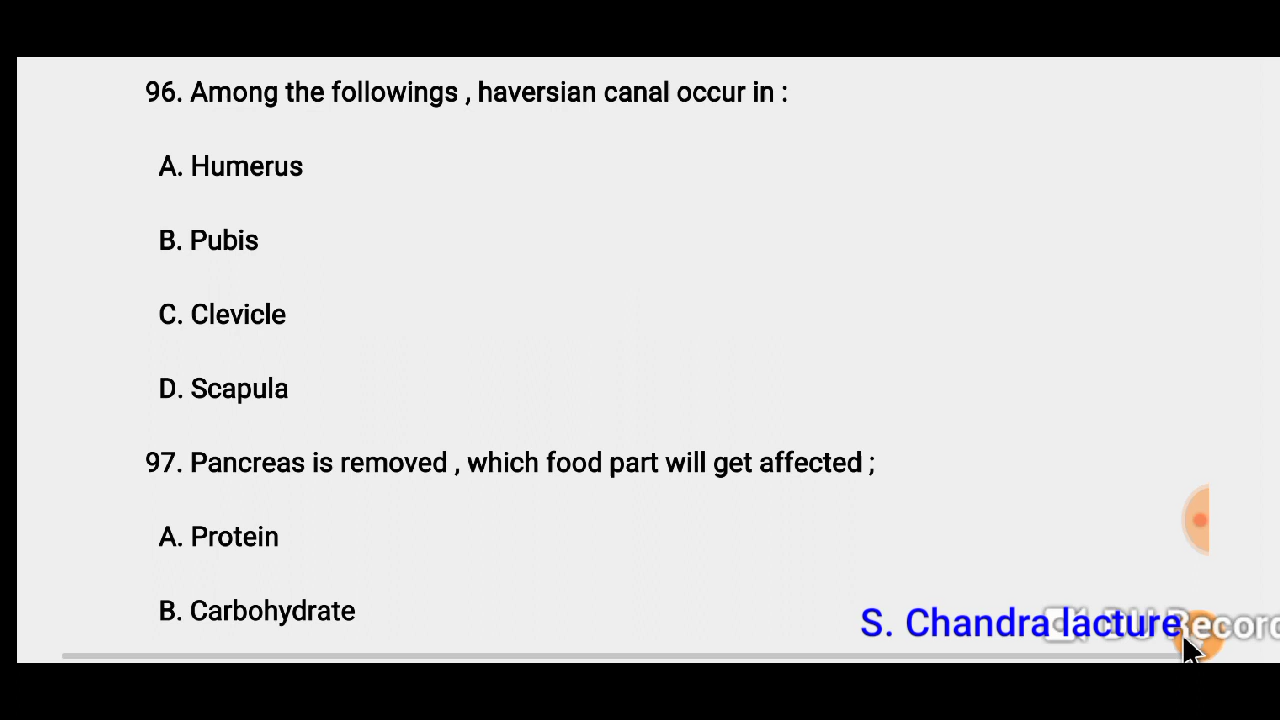 96. Among the followings , haversian canal occur in :
A. Humerus
B. Pubis
C. Clevicle
D. Scapula
97. Pancreas is removed , which food part will get affected ;
A. Protein
B. Carbohydrate
S. Chandra lacture